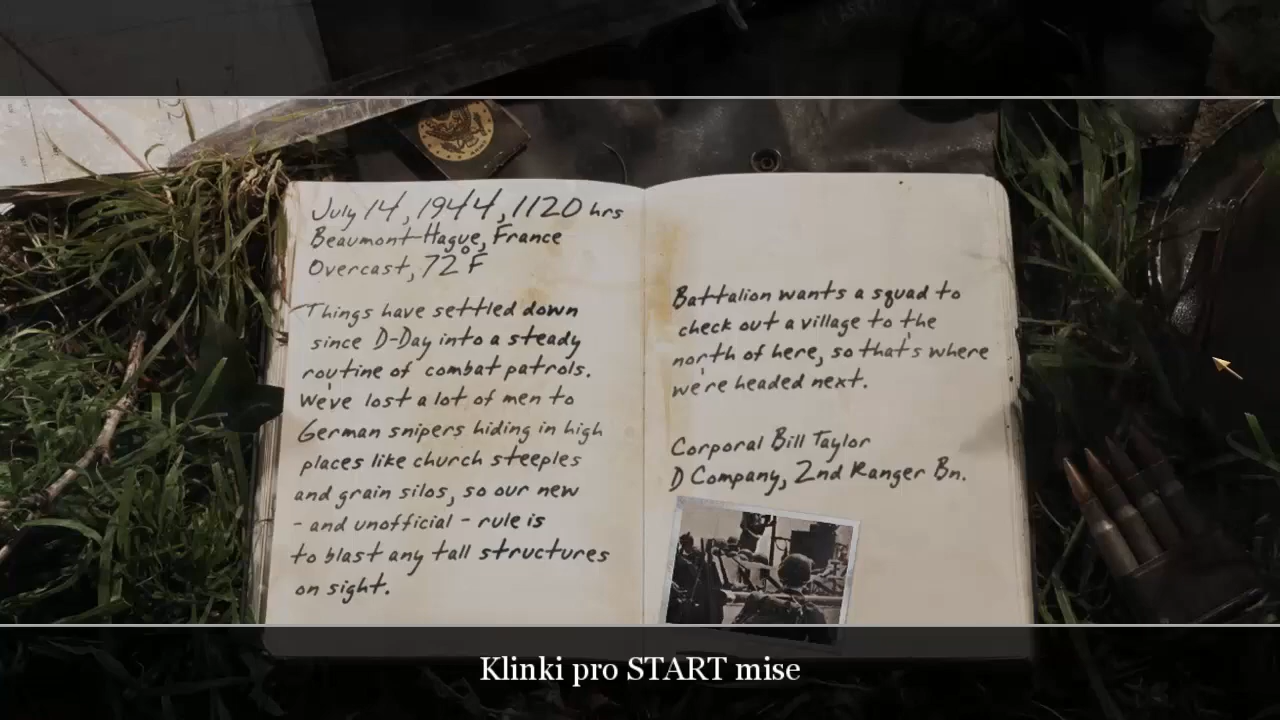 July 14, 1944, 1120 hrs
Beaumont-Hague, France
Overcast, 72°F
Things have settled down
since D-Day into a steady
routine of combat patrols.
We've lost a lot of men to
German snipers hiding in high
places like church steeples
and grain silos, so our new
- and unofficial - rule is
to blast any tall structures
on sight.
Battalion wants a squad to
check out a village to the
north of here, so that's where
we're headed next.
Corporal Bill Taylor
D Company, 2nd Ranger Bn.
Klinki pro START mise